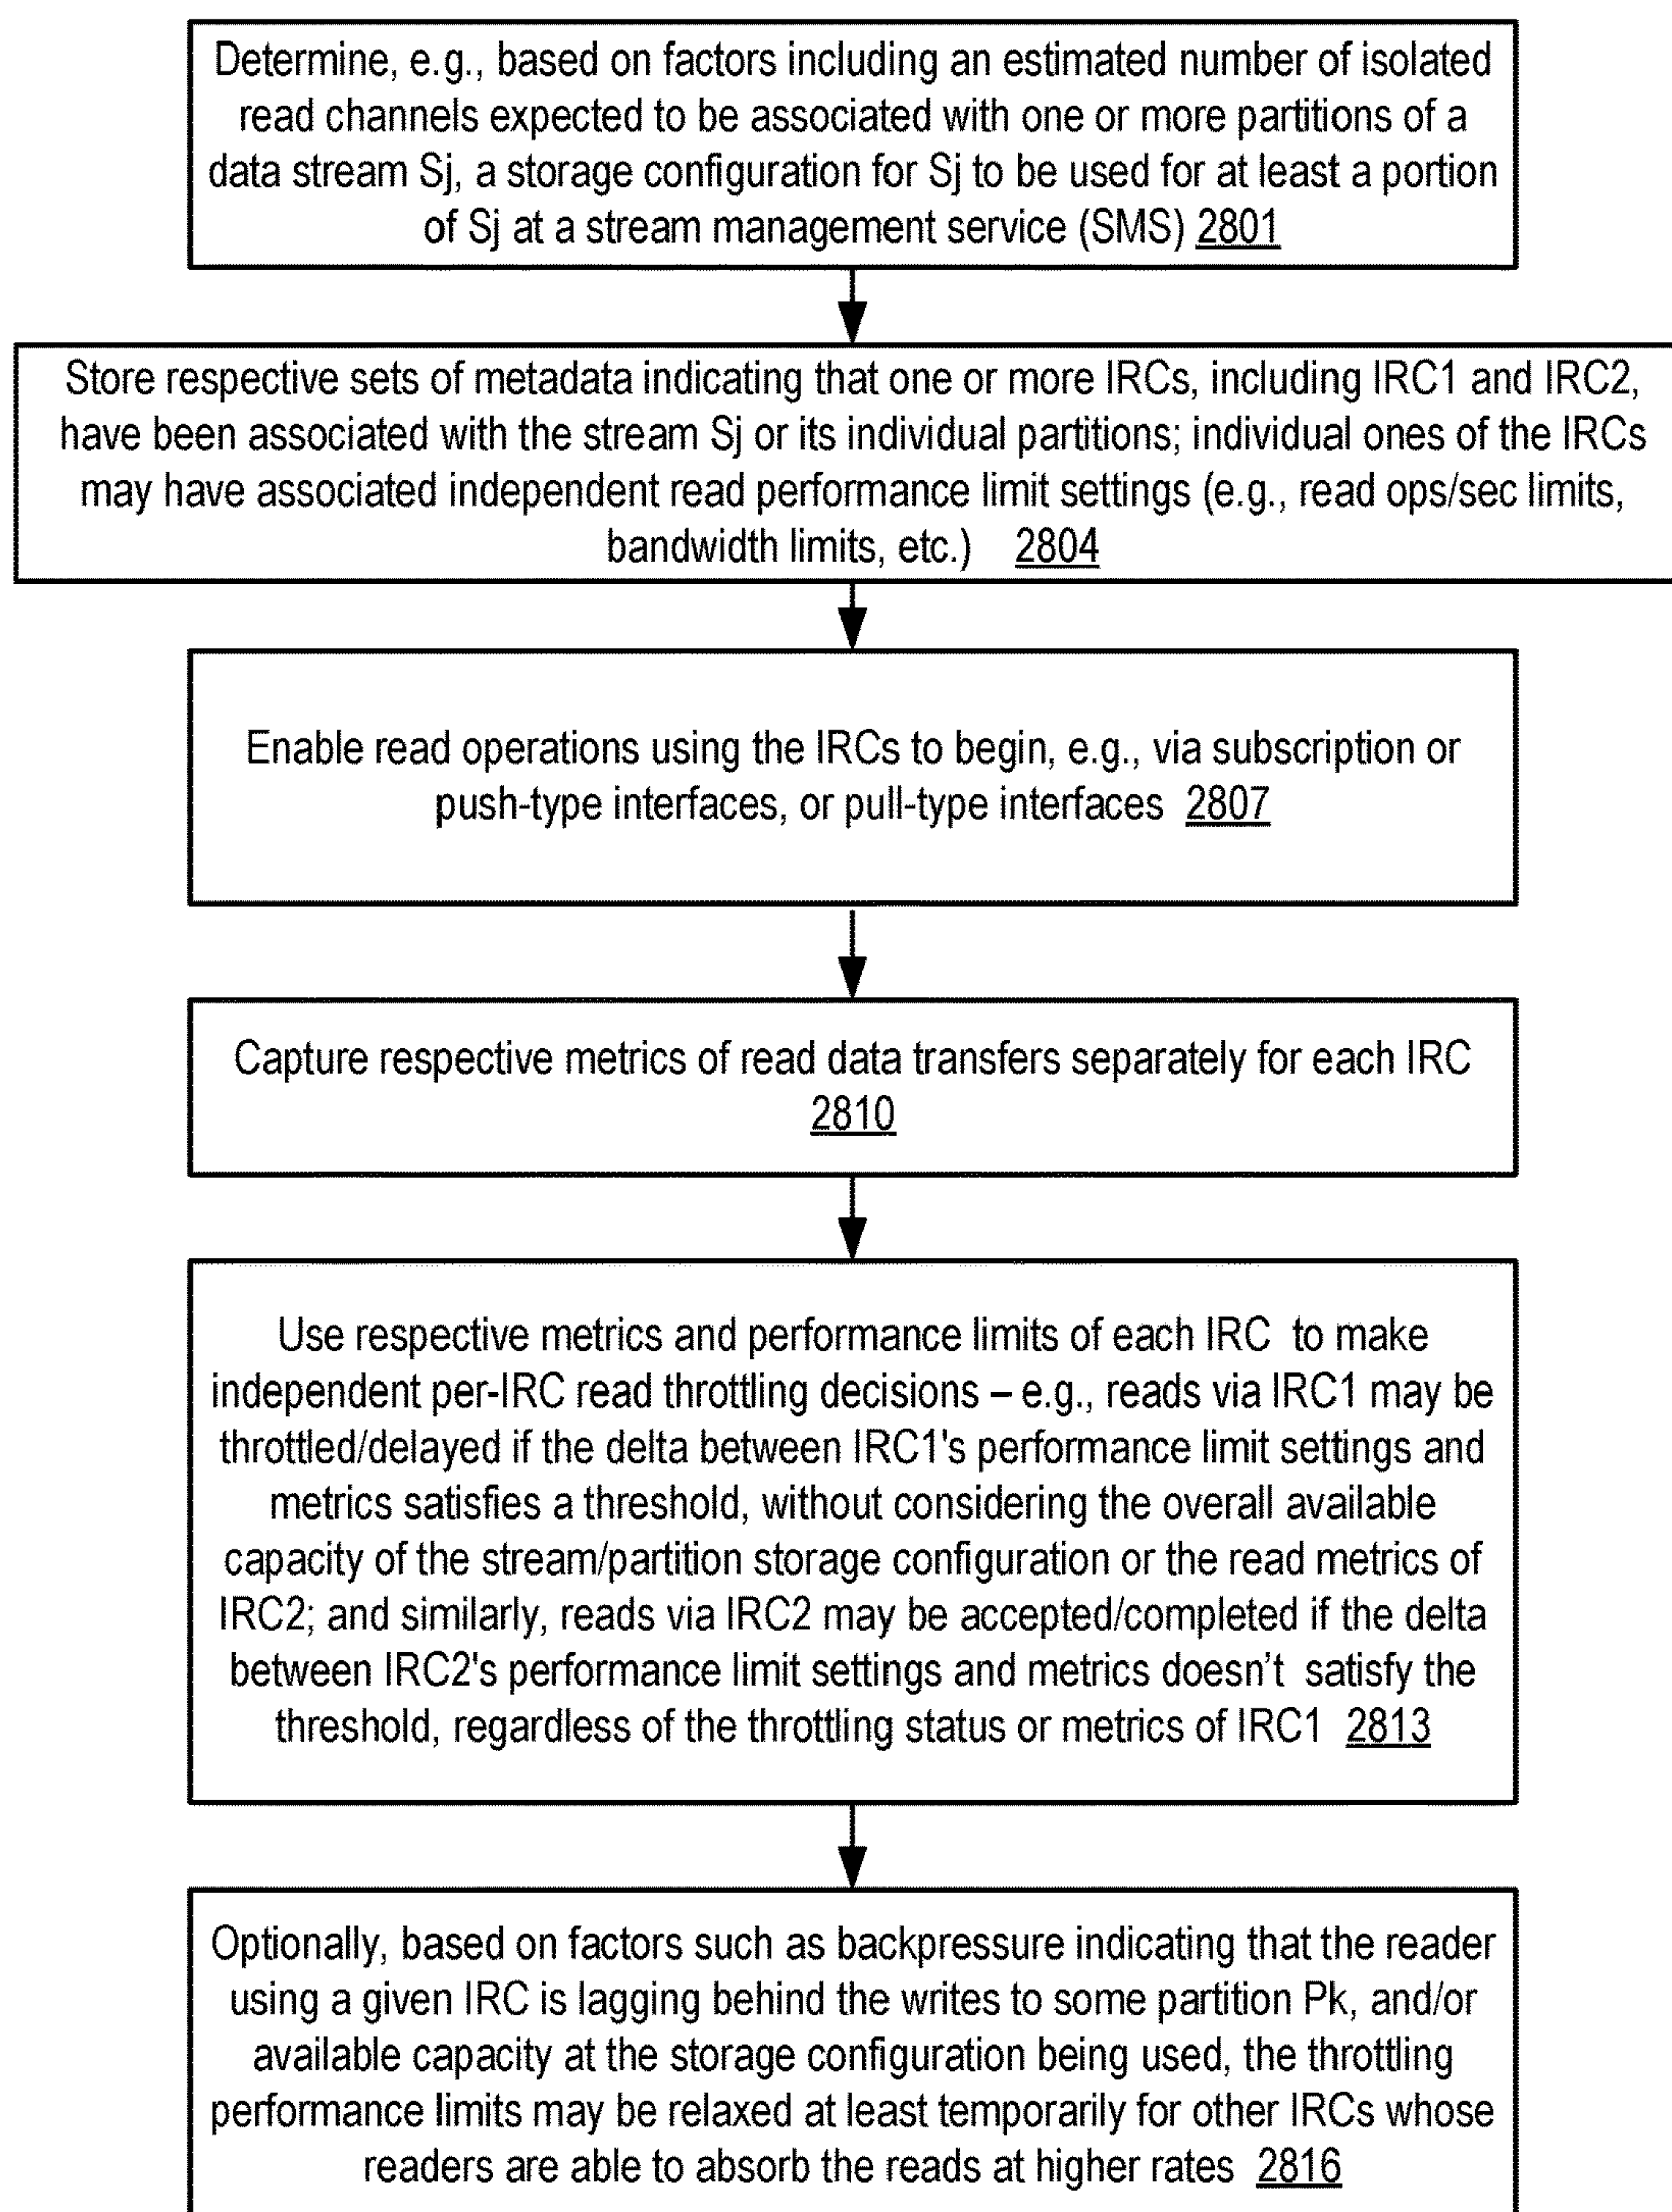 Determine, e.g., based on factors including an estimated number of isolated
read channels expected to be associated with one or more partitions of a
data stream Sj, a storage configuration for Sj to be used for at least a portion
of Sj at a stream management service (SMS) 2801
Store respective sets of metadata indicating that one or more IRCs, including IRC1 and IRC2,
have been associated with the stream Sj or its individual partitions; individual ones of the IRCs
may have associated independent read performance limit settings (e.g., read ops/sec limits,
bandwidth limits, etc.) 2804
Enable read operations using the IRCs to begin, e.g., via subscription or
push-type interfaces, or pull-type interfaces 2807
Capture respective metrics of read data transfers separately for each IRC
2810
Use respective metrics and performance limits of each IRC to make
independent per-IRC read throttling decisions – e.g., reads via IRC1 may be
throttled/delayed if the delta between IRC1's performance limit settings and
metrics satisfies a threshold, without considering the overall available
capacity of the stream/partition storage configuration or the read metrics of
IRC2; and similarly, reads via IRC2 may be accepted/completed if the delta
between IRC2's performance limit settings and metrics doesn’t satisfy the
threshold, regardless of the throttling status or metrics of IRC1 2813
Optionally, based on factors such as backpressure indicating that the reader
using a given IRC is lagging behind the writes to some partition Pk, and/or
available capacity at the storage configuration being used, the throttling
performance limits may be relaxed at least temporarily for other IRCs whose
readers are able to absorb the reads at higher rates 2816